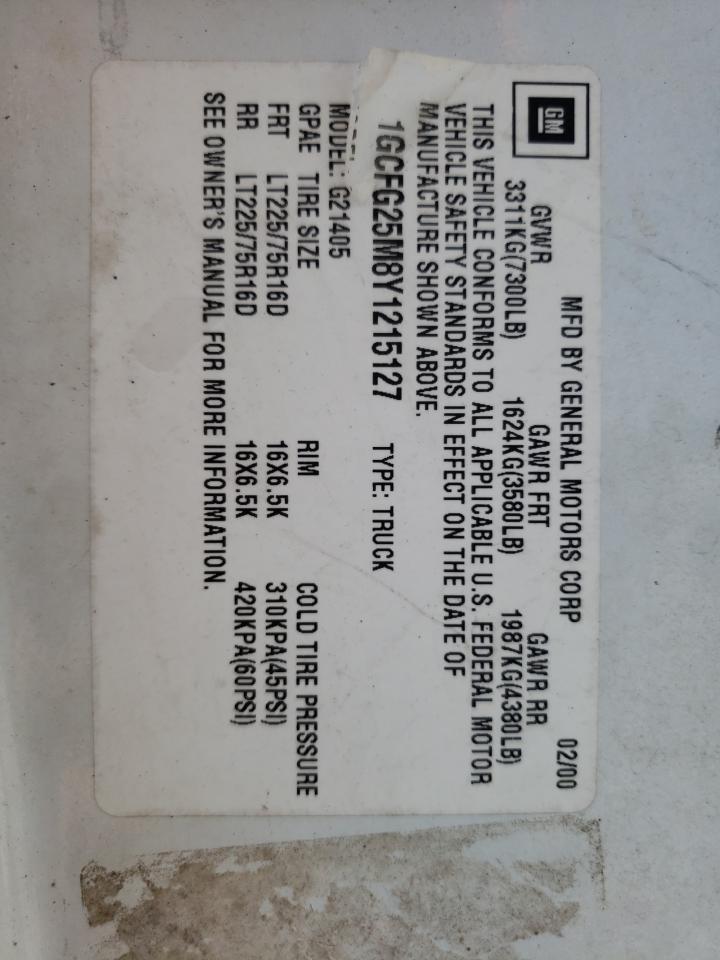 GM
MFD BY GENERAL MOTORS CORP 02/00
GVWR GAWR FRT GAWR RR
3311KG(7300LB) 1624KG(3580LB) 1987KG(4380LB)
THIS VEHICLE CONFORMS TO ALL APPLICABLE U.S. FEDERAL MOTOR
VEHICLE SAFETY STANDARDS IN EFFECT ON THE DATE OF
MANUFACTURE SHOWN ABOVE.
1GCFG25M8Y1215127 TYPE: TRUCK
MODEL: G21405
GPAE TIRE SIZE RIM COLD TIRE PRESSURE
FRT LT225/75R16D 16X6.5K 310KPA(45PSI)
RR LT225/75R16D 16X6.5K 420KPA(60PSI)
SEE OWNER'S MANUAL FOR MORE INFORMATION.